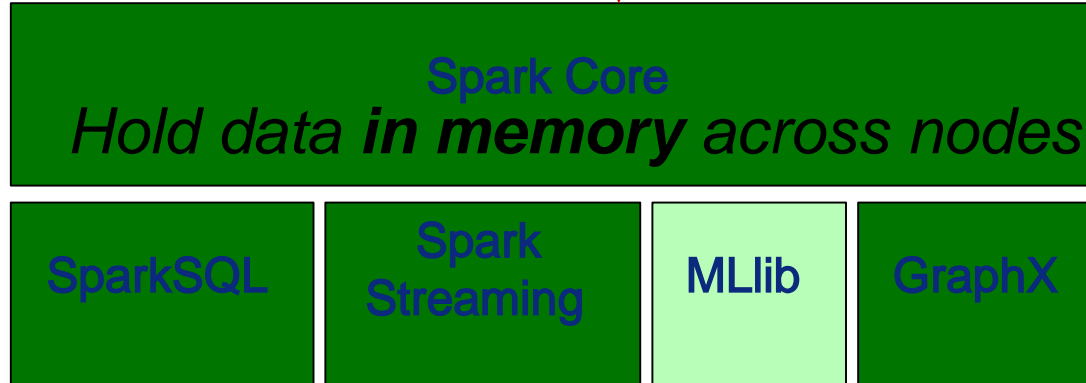 Spark Core
Hold data in memory across nodes
SparkSQL
Spark
Streaming
MLlib
GraphX